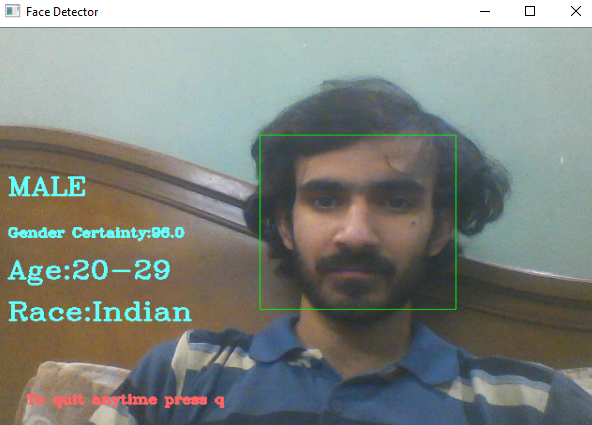 Face Detector
MALE
Gender Certainty:96.0
Age:20-29
Race:Indian
To quit anytime press q